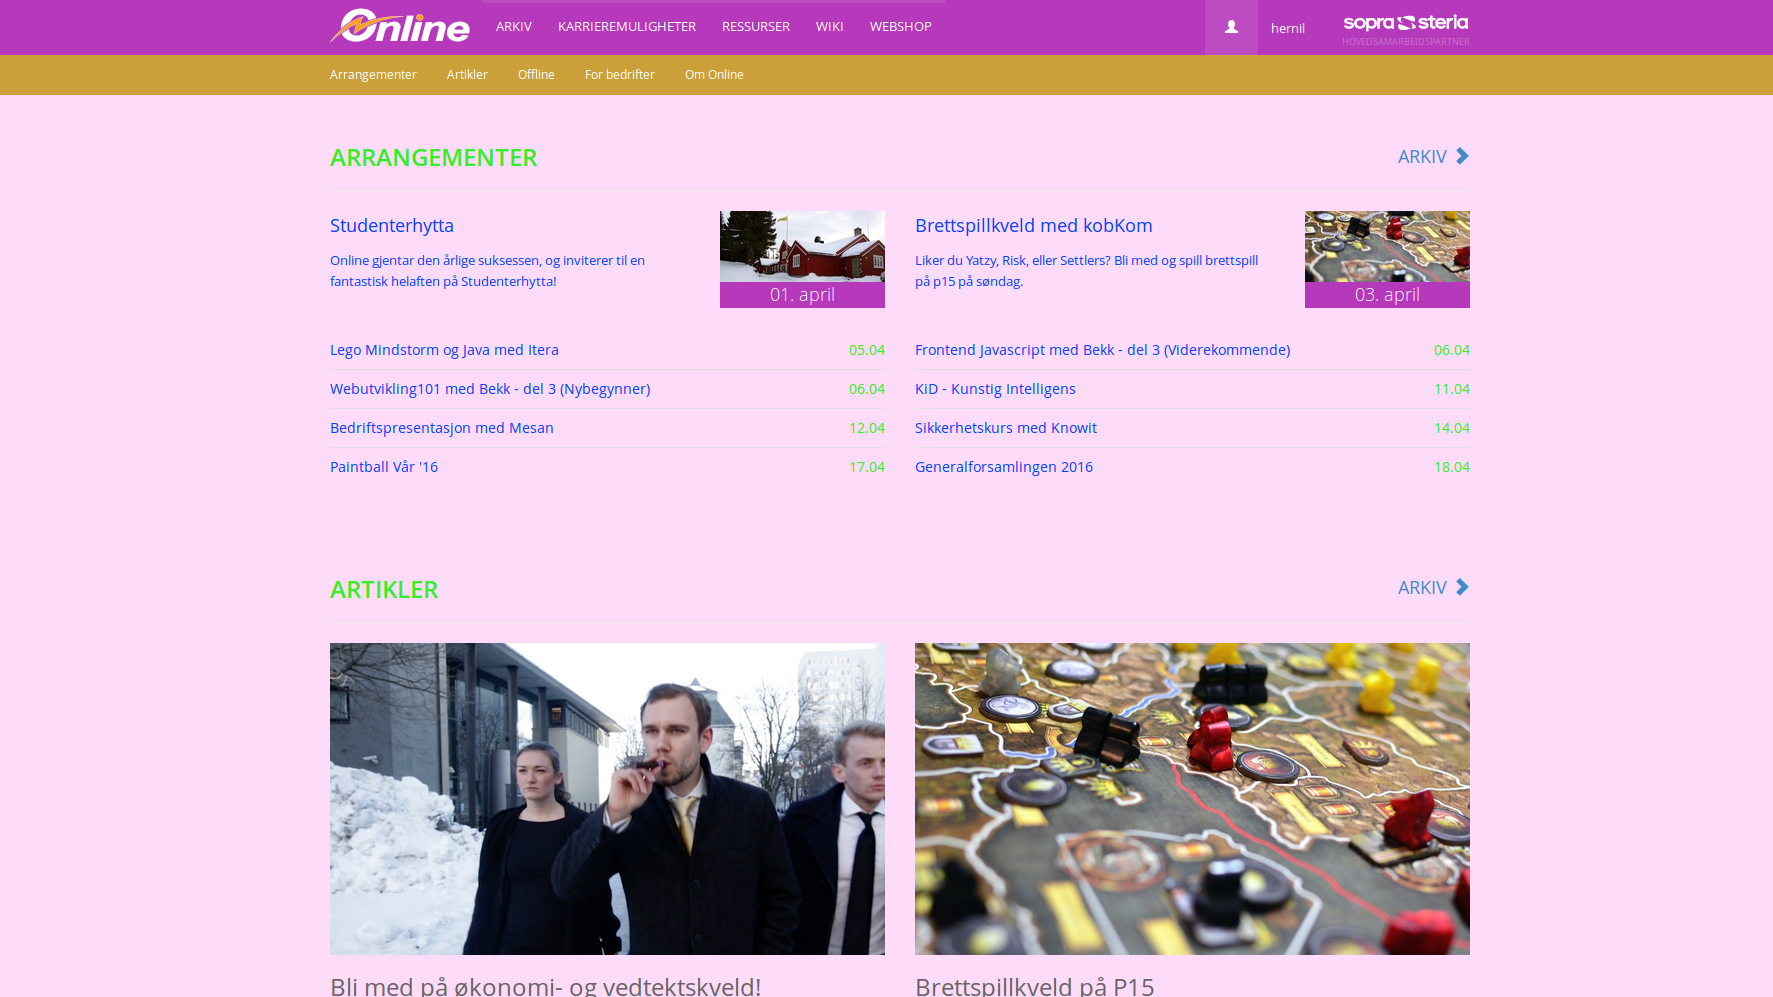 Online
ARKIV KARRIEREMULIGHETER RESSURSER WIKI WEBSHOP
hernil
sopra steria
HOVEDSAMARBEIDSPARTNER
Arrangementer Artikler Offline For bedrifter Om Online
ARRANGEMENTER
ARKIV
Studenterhytta
Online gjentar den årlige suksessen, og inviterer til en
fantastisk helaften på Studenterhytta!
01. april
Brettspillkveld med kobKom
Liker du Yatzy, Risk, eller Settlers? Bli med og spill brettspill
på p15 på søndag.
03. april
Lego Mindstorm og Java med Itera 05.04
Webutvikling101 med Bekk - del 3 (Nybegynner) 06.04
Bedriftspresentasjon med Mesan 12.04
Paintball Vår '16 17.04
Frontend Javascript med Bekk - del 3 (Viderekommende) 06.04
KiD - Kunstig Intelligens 11.04
Sikkerhetskurs med Knowit 14.04
Generalforsamlingen 2016 18.04
ARTIKLER
ARKIV
Bli med på økonomi- og vedtektskveld!
Brettspillkveld på P15